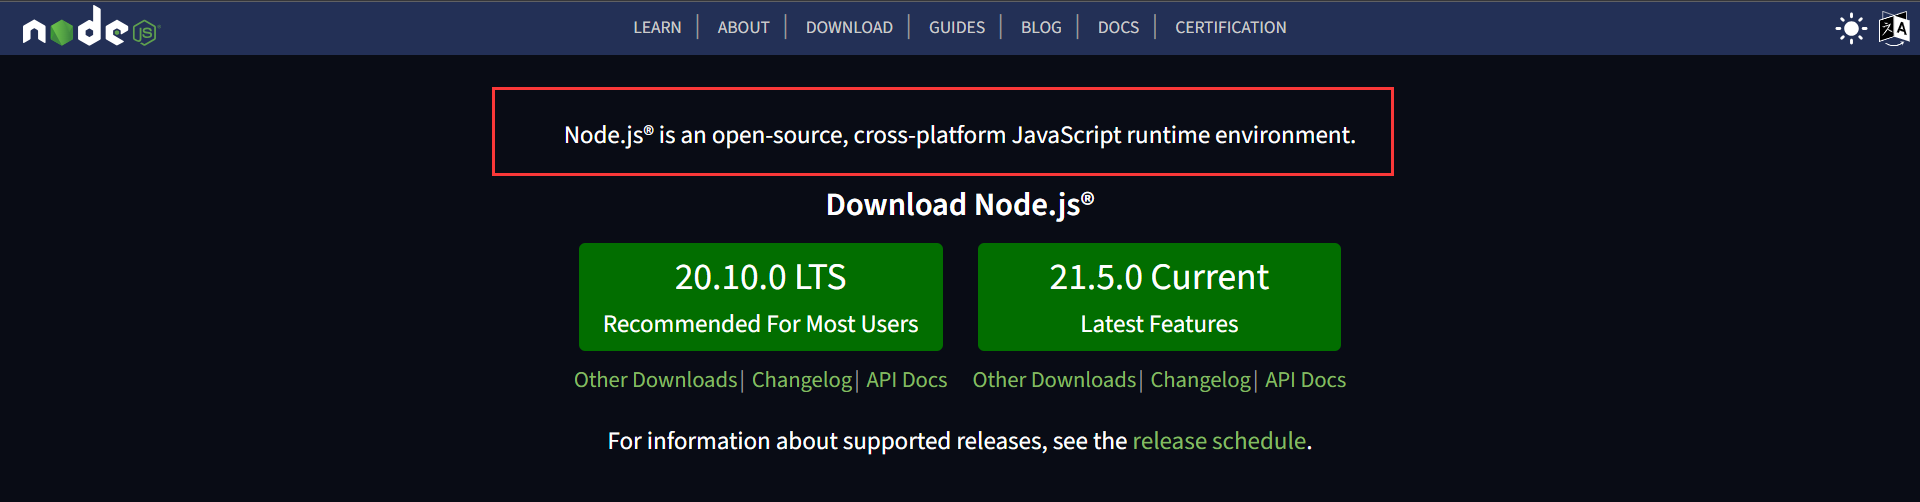 node JS
LEARN | ABOUT | DOWNLOAD | GUIDES | BLOG | DOCS | CERTIFICATION
Node.js® is an open-source, cross-platform JavaScript runtime environment.
Download Node.js®
20.10.0 LTS
Recommended For Most Users
21.5.0 Current
Latest Features
Other Downloads | Changelog | API Docs
Other Downloads | Changelog | API Docs
For information about supported releases, see the release schedule.